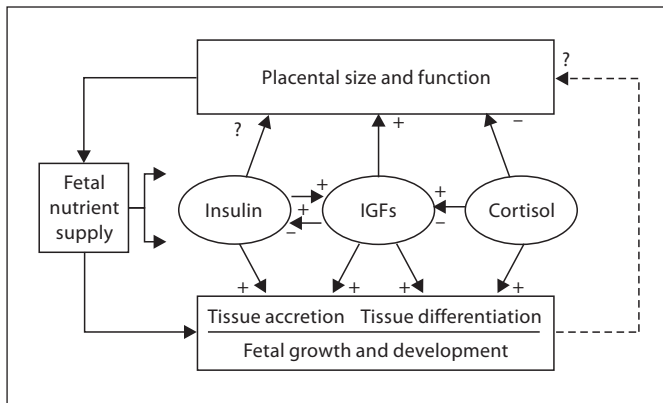 ?
Placental size and function
? + −
Fetal
nutrient
supply
Insulin
+
+
−
IGFs
+
−
Cortisol
+ + + +
Tissue accretion Tissue differentiation
Fetal growth and development